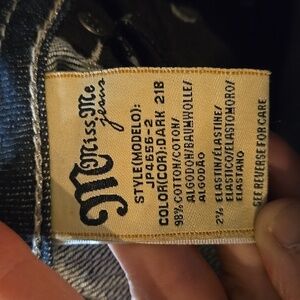 M
Miss Me
jeans
STYLE(MODELO):
JP4656-2
COLOR(COR):DARK 218
98% COTTON/COTON/
ALGODON/BAUMWOLLE/
ALGODÃO
2% ELASTIN/ELASTINE/
ELASTICO/ELASTOMORO/
ELASTANO
SEE REVERSE FOR CARE